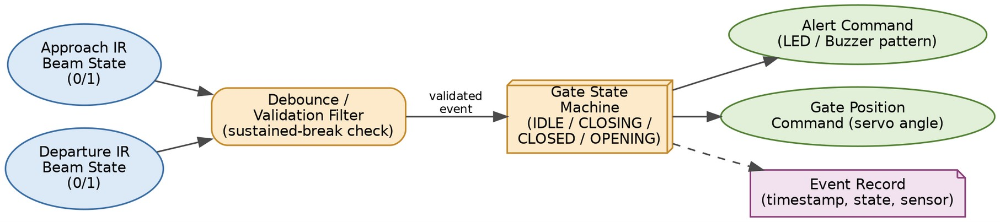 Approach IR
Beam State
(0/1)
Departure IR
Beam State
(0/1)
Debounce /
Validation Filter
(sustained-break check)
validated
event
Gate State
Machine
(IDLE / CLOSING /
CLOSED / OPENING)
Alert Command
(LED / Buzzer pattern)
Gate Position
Command (servo angle)
Event Record
(timestamp, state, sensor)